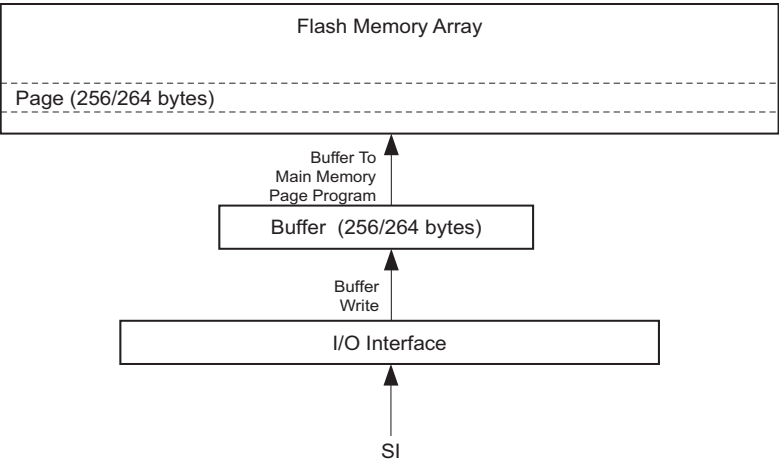 Flash Memory Array
Page (256/264 bytes)
Buffer To
Main Memory
Page Program
Buffer (256/264 bytes)
Buffer
Write
I/O Interface
SI